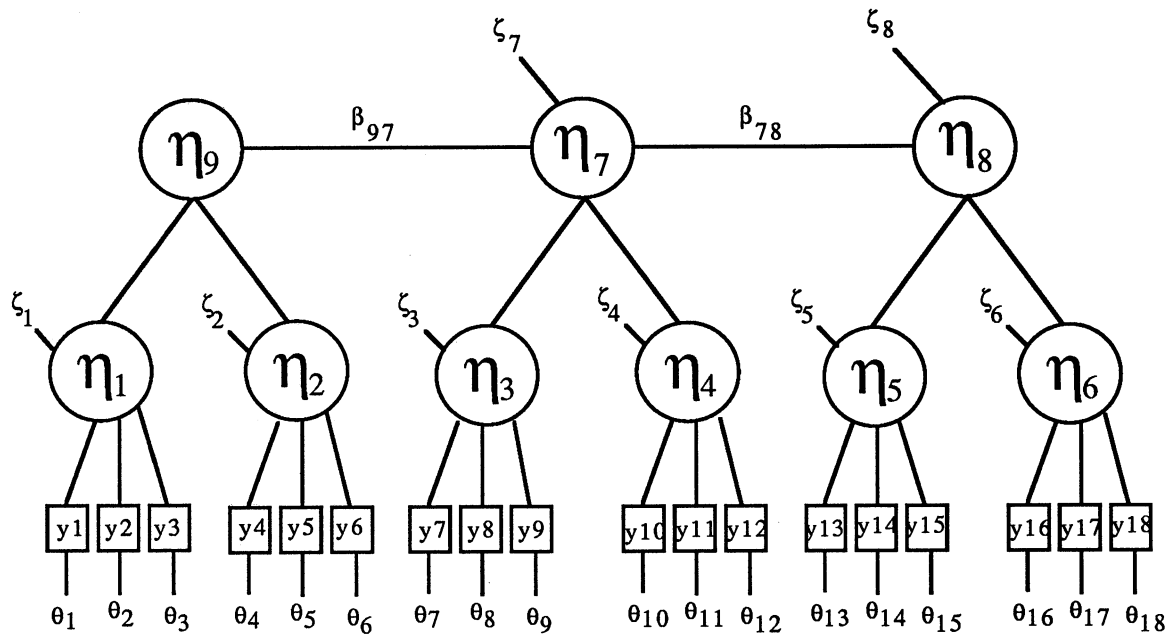 ζ7 ζ8
β97 β78
η9 η7 η8
ζ1 ζ2 ζ3 ζ4 ζ5 ζ6
η1 η2 η3 η4 η5 η6
y1 y2 y3 y4 y5 y6 y7 y8 y9 y10 y11 y12 y13 y14 y15 y16 y17 y18
θ1 θ2 θ3 θ4 θ5 θ6 θ7 θ8 θ9 θ10 θ11 θ12 θ13 θ14 θ15 θ16 θ17 θ18